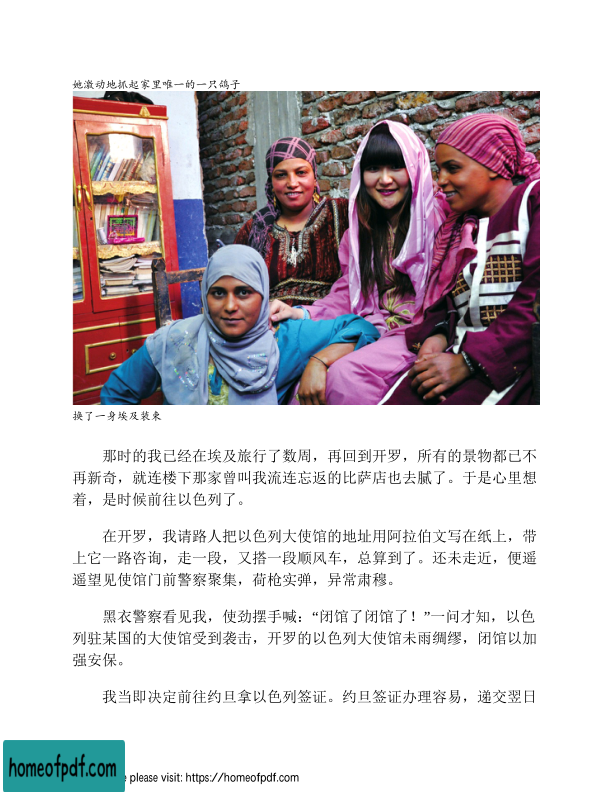 她激动地抓起家里唯一的一只鸽子
换了一身埃及装束
那时的我已经在埃及旅行了数周，再回到开罗，所有的景物都已不
再新奇，就连楼下那家曾叫我流连忘返的比萨店也去腻了。于是心里想
着，是时候前往以色列了。
在开罗，我请路人把以色列大使馆的地址用阿拉伯文写在纸上，带
上它一路咨询，走一段，又搭一段顺风车，总算到了。还未走近，便遥
遥望见使馆门前警察聚集，荷枪实弹，异常肃穆。
黑衣警察看见我，使劲摆手喊：“闭馆了闭馆了！”一问才知，以色
列驻某国的大使馆受到袭击，开罗的以色列大使馆未雨绸缪，闭馆以加
强安保。
我当即决定前往约旦拿以色列签证。约旦签证办理容易，递交翌日
homeofpdf.com
e please visit: https://homeofpdf.com